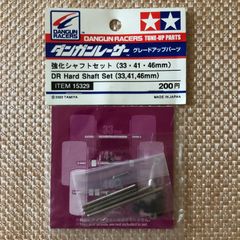 DANGUN RACERS
DANGUN RACERS
TUNE-UP PARTS
TAMIYA
ダンガンレーサー
グレードアップパーツ
強化シャフトセット (33・41・46mm)
DR Hard Shaft Set (33,41,46mm)
ITEM 15329
200円
©2003 TAMIYA
MADE IN JAPAN